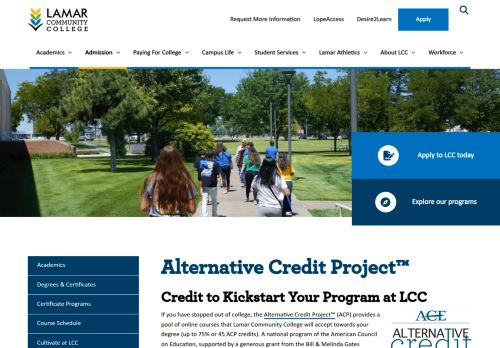 LAMAR
COMMUNITY
COLLEGE
Request More Information LopeAccess Desire2Learn Apply
Academics Admission Paying For College Campus Life Student Services Lamar Athletics About LCC Workforce
Apply to LCC today
Explore our programs
Academics
Degrees & Certificates
Certificate Programs
Course Schedule
Cultivate at LCC
Alternative Credit Project™
Credit to Kickstart Your Program at LCC
If you have stopped out of college, the Alternative Credit Project™ (ACP) provides a
pool of online courses that Lamar Community College will accept towards your
degree (up to 75% or 45 ACP credits). A national program of the American Council
on Education, supported by a generous grant from the Bill & Melinda Gates
ACE
ALTERNATIVE
credit